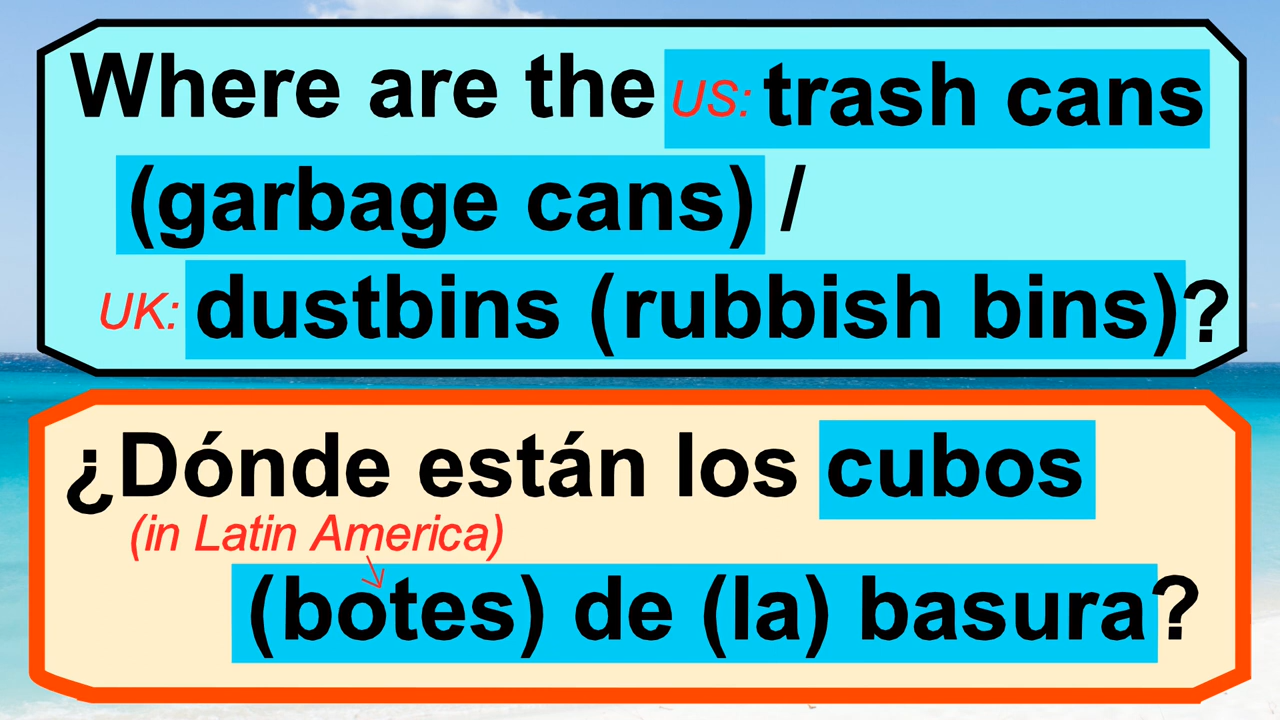 Where are the US: trash cans
(garbage cans) /
UK: dustbins (rubbish bins)?
¿Dónde están los cubos
(in Latin America)
(botes) de (la) basura?